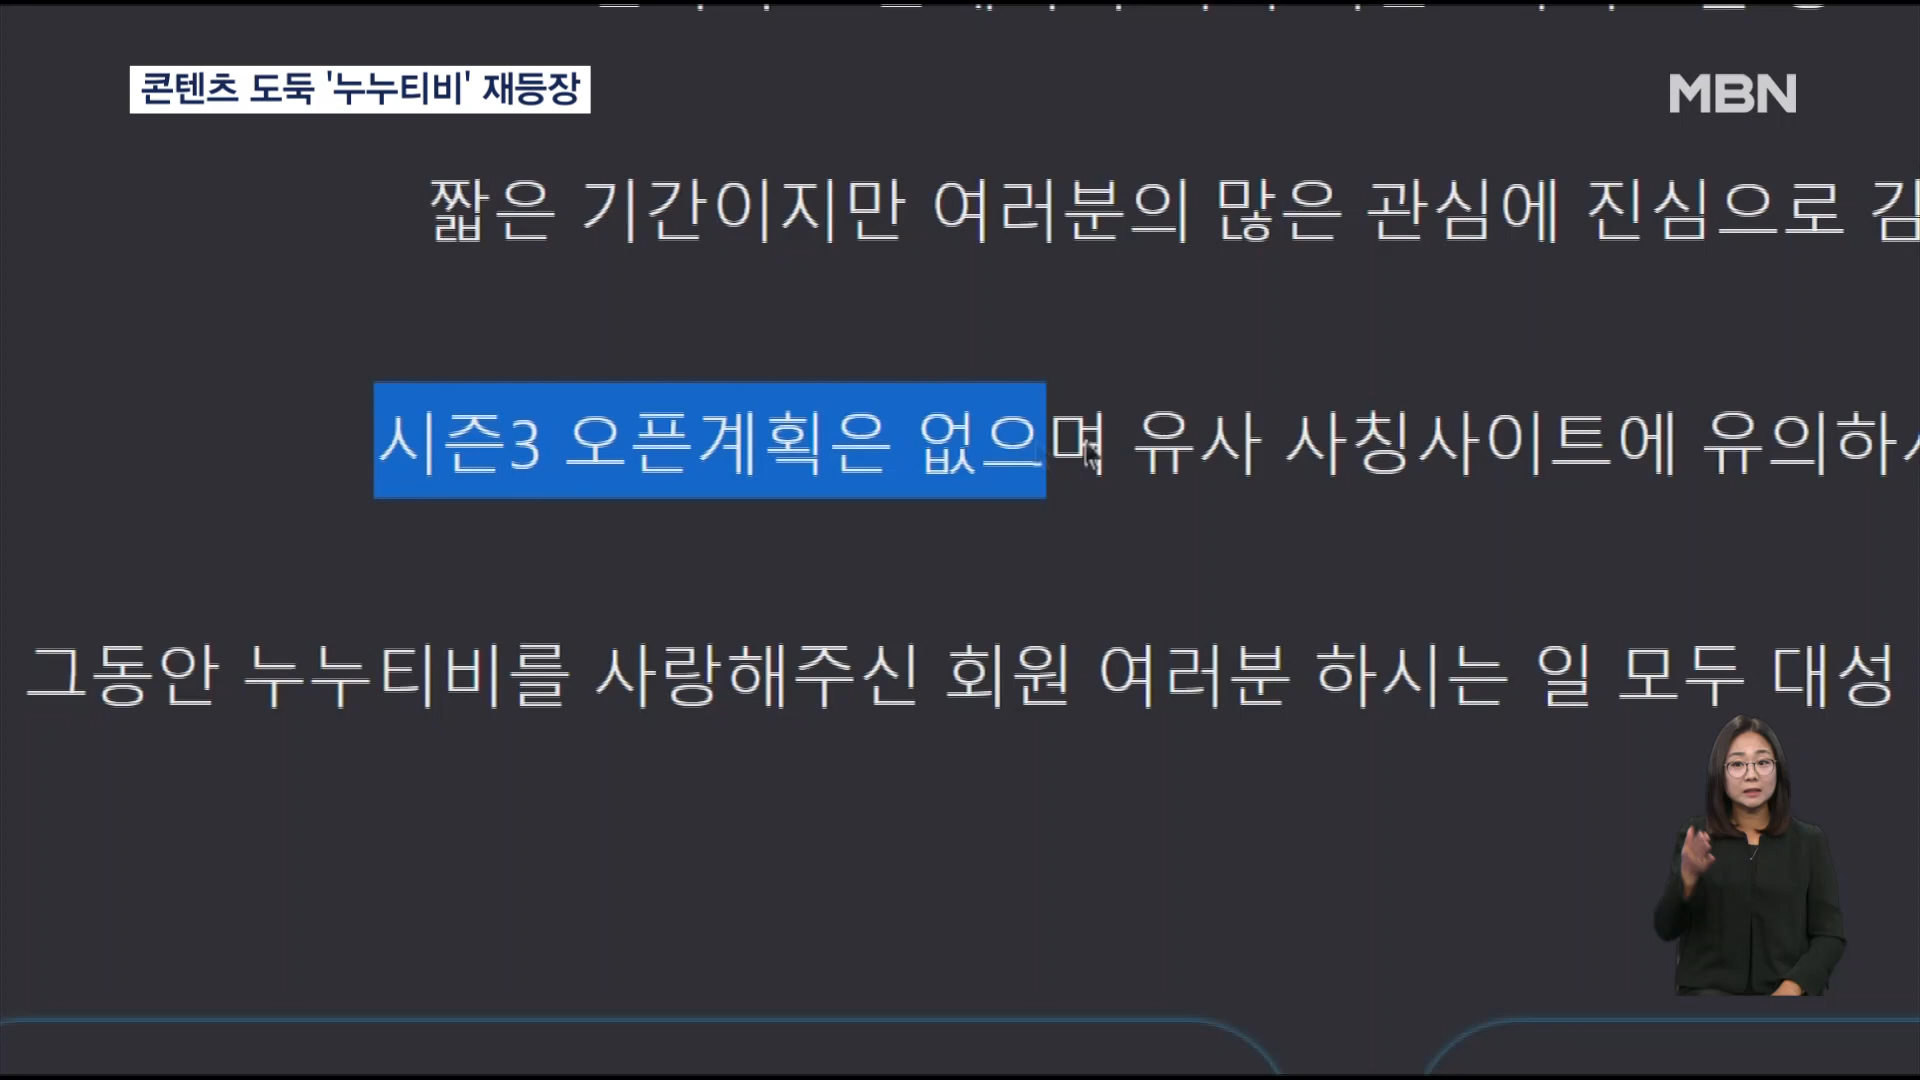 콘텐츠 도둑 '누누티비' 재등장
MBN
짧은 기간이지만 여러분의 많은 관심에 진심으로
시즌3 오픈계획은 없으며 유사 사칭사이트에 유의하
그동안 누누티비를 사랑해주신 회원 여러분 하시는 일 모두 대성